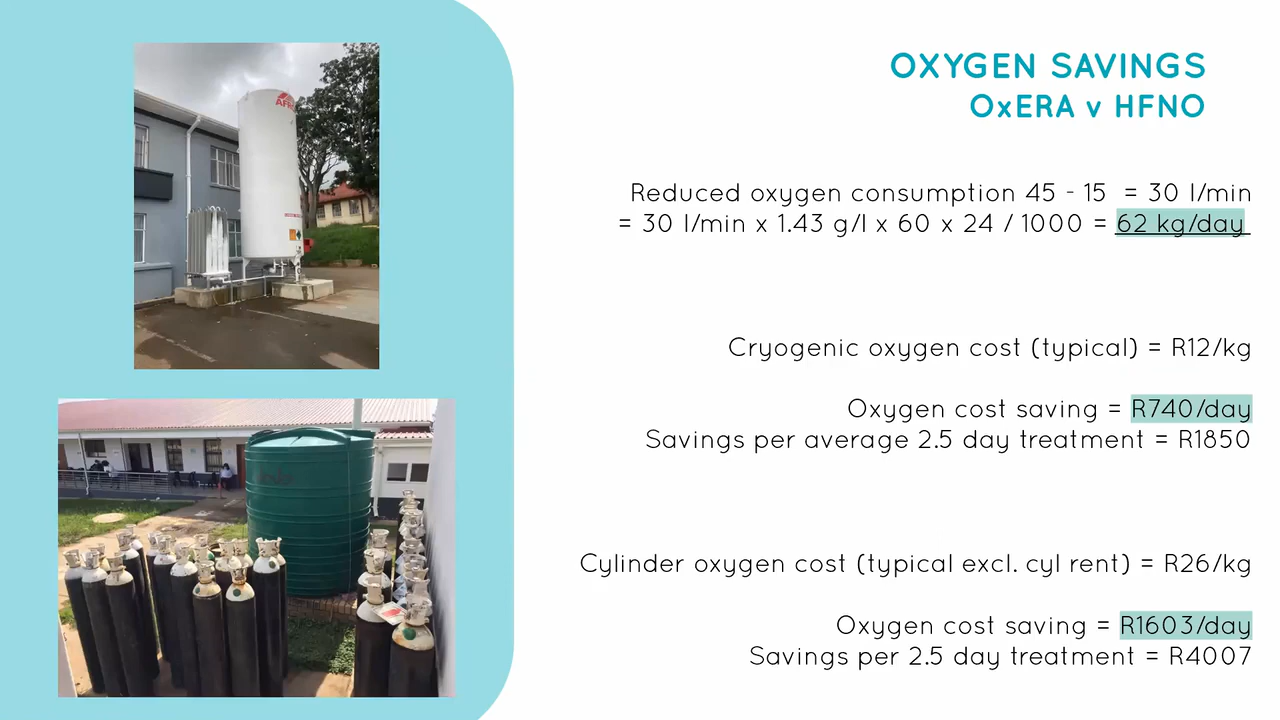 OXYGEN SAVINGS
OxERA v HFNO
Reduced oxygen consumption 45 - 15 = 30 l/min
= 30 l/min x 1.43 g/l x 60 x 24 / 1000 = 62 kg/day
Cryogenic oxygen cost (typical) = R12/kg
Oxygen cost saving = R740/day
Savings per average 2.5 day treatment = R1850
Cylinder oxygen cost (typical excl. cyl rent) = R26/kg
Oxygen cost saving = R1603/day
Savings per 2.5 day treatment = R4007